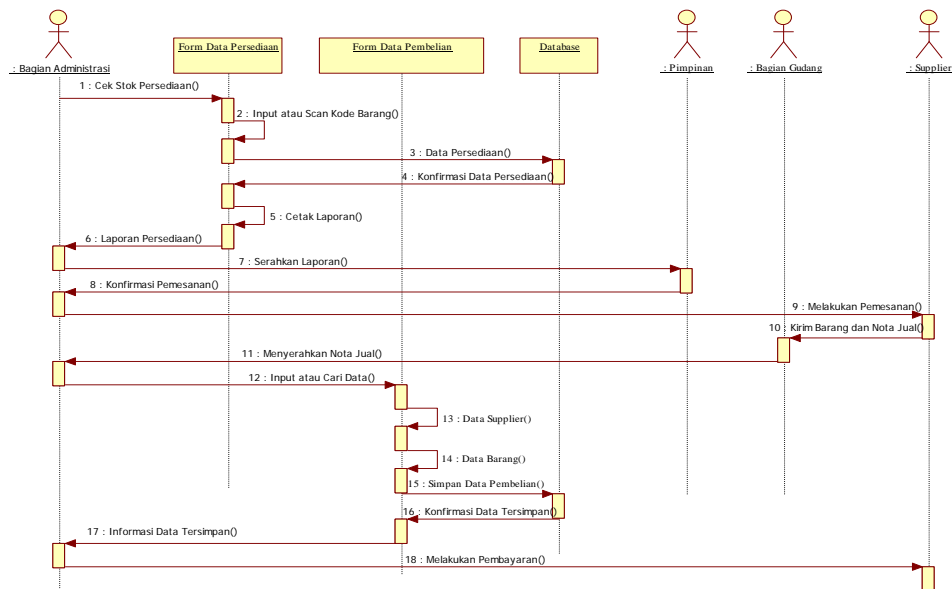 Form Data Persediaan
Form Data Pembelian
Database
: Bagian Administrasi
: Pimpinan
: Bagian Gudang
: Supplier
1 : Cek Stok Persediaan()
2 : Input atau Scan Kode Barang()
3 : Data Persediaan()
4 : Konfirmasi Data Persediaan()
5 : Cetak Laporan()
6 : Laporan Persediaan()
7 : Serahkan Laporan()
8 : Konfirmasi Pemesanan()
9 : Melakukan Pemesanan()
10 : Kirim Barang dan Nota Jual()
11 : Menyerahkan Nota Jual()
12 : Input atau Cari Data()
13 : Data Supplier()
14 : Data Barang()
15 : Simpan Data Pembelian()
16 : Konfirmasi Data Tersimpan()
17 : Informasi Data Tersimpan()
18 : Melakukan Pembayaran()